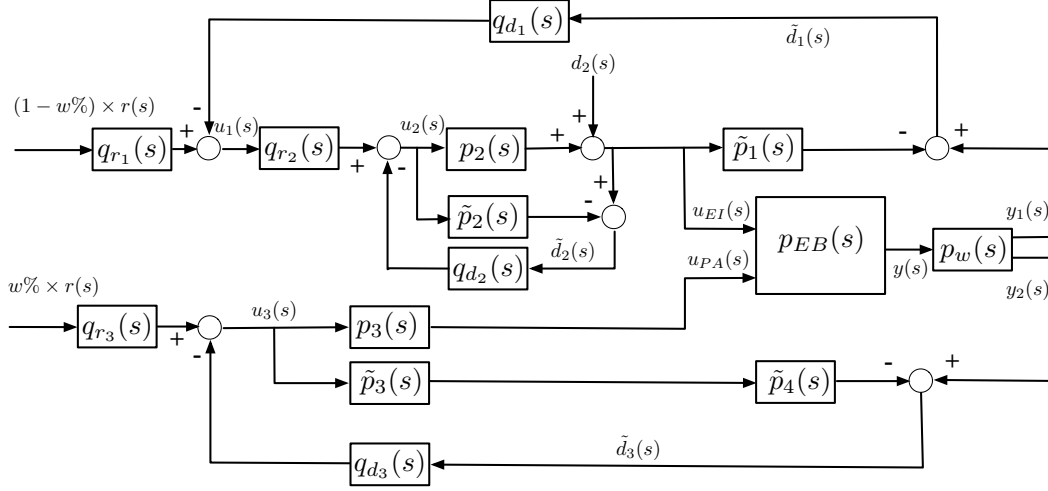 q_{d_1}(s)
\tilde{d}_1(s)
d_2(s)
(1 − w%) × r(s)
-
+
+
-
+
u_1(s)
u_2(s)
q_{r_1}(s)
+
q_{r_2}(s)
+
-
p_2(s)
+
\tilde{p}_1(s)
+
-
\tilde{p}_2(s)
u_{EI}(s)
y_1(s)
p_{EB}(s)
p_w(s)
\tilde{d}_2(s)
q_{d_2}(s)
u_{PA}(s)
y(s)
y_2(s)
w% × r(s)
u_3(s)
q_{r_3}(s)
+
-
p_3(s)
\tilde{p}_3(s)
\tilde{p}_4(s)
-
+
\tilde{d}_3(s)
q_{d_3}(s)